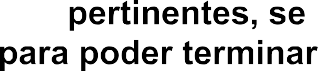 pertinentes, se
para poder terminar